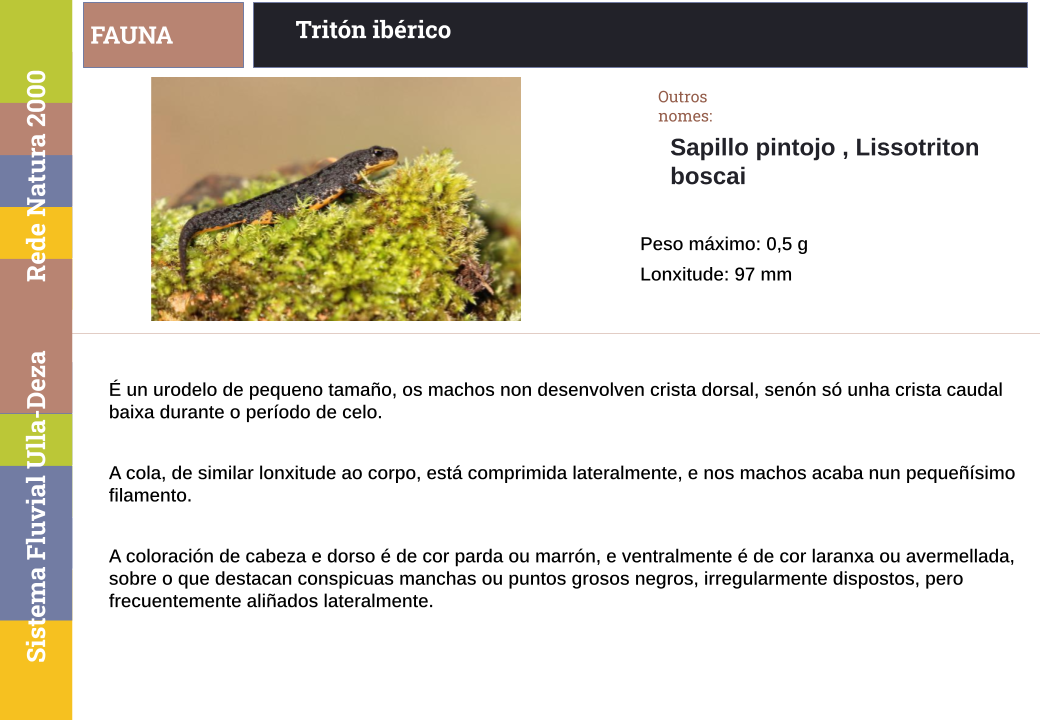 FAUNA
Tritón ibérico
Outros
nomes:
Sapillo pintojo , Lissotriton
boscai
Peso máximo: 0,5 g
Lonxitude: 97 mm
É un urodelo de pequeno tamaño, os machos non desenvolven crista dorsal, senón só unha crista caudal
baixa durante o período de celo.
A cola, de similar lonxitude ao corpo, está comprimida lateralmente, e nos machos acaba nun pequeñísimo
filamento.
A coloración de cabeza e dorso é de cor parda ou marrón, e ventralmente é de cor laranxa ou avermellada,
sobre o que destacan conspicuas manchas ou puntos grosos negros, irregularmente dispostos, pero
frecuentemente aliñados lateralmente.
Sistema Fluvial Ulla-Deza Rede Natura 2000